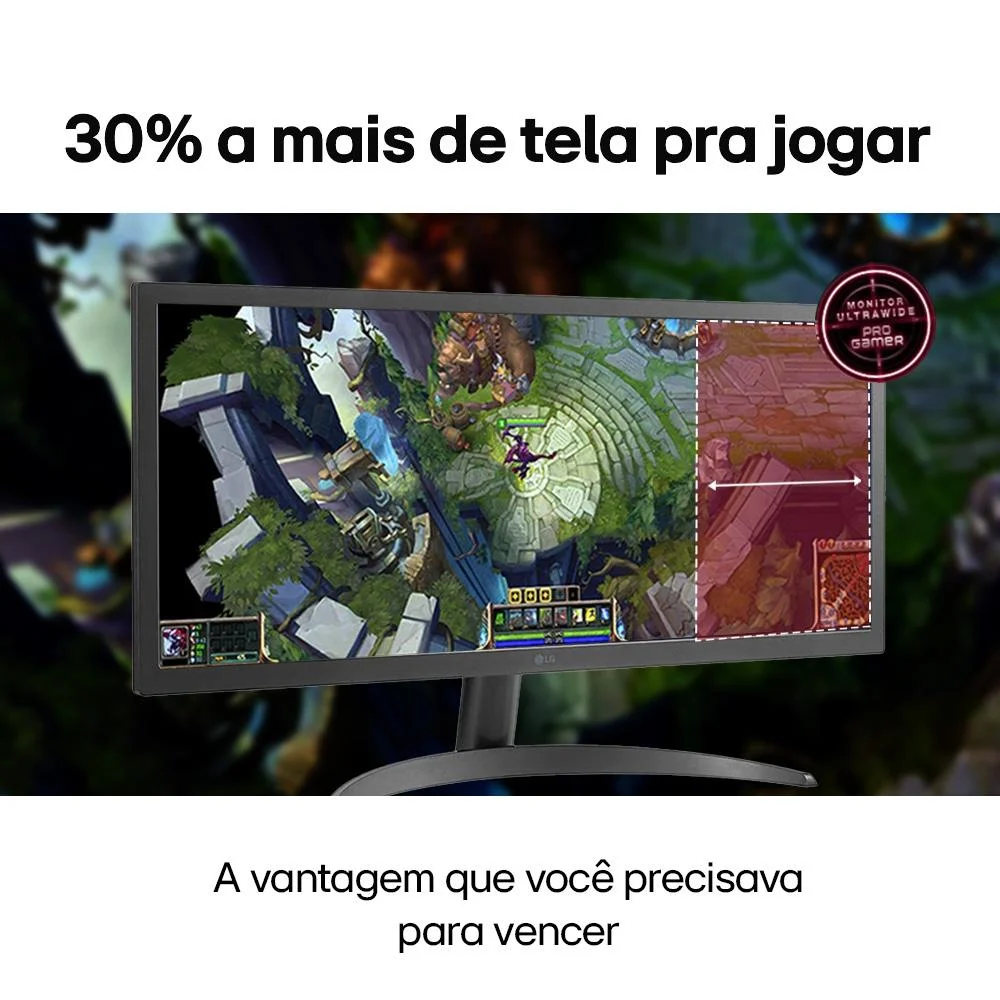 30% a mais de tela pra jogar
MONITOR
ULTRAWIDE
PRO
GAMER
LG
A vantagem que você precisava
para vencer